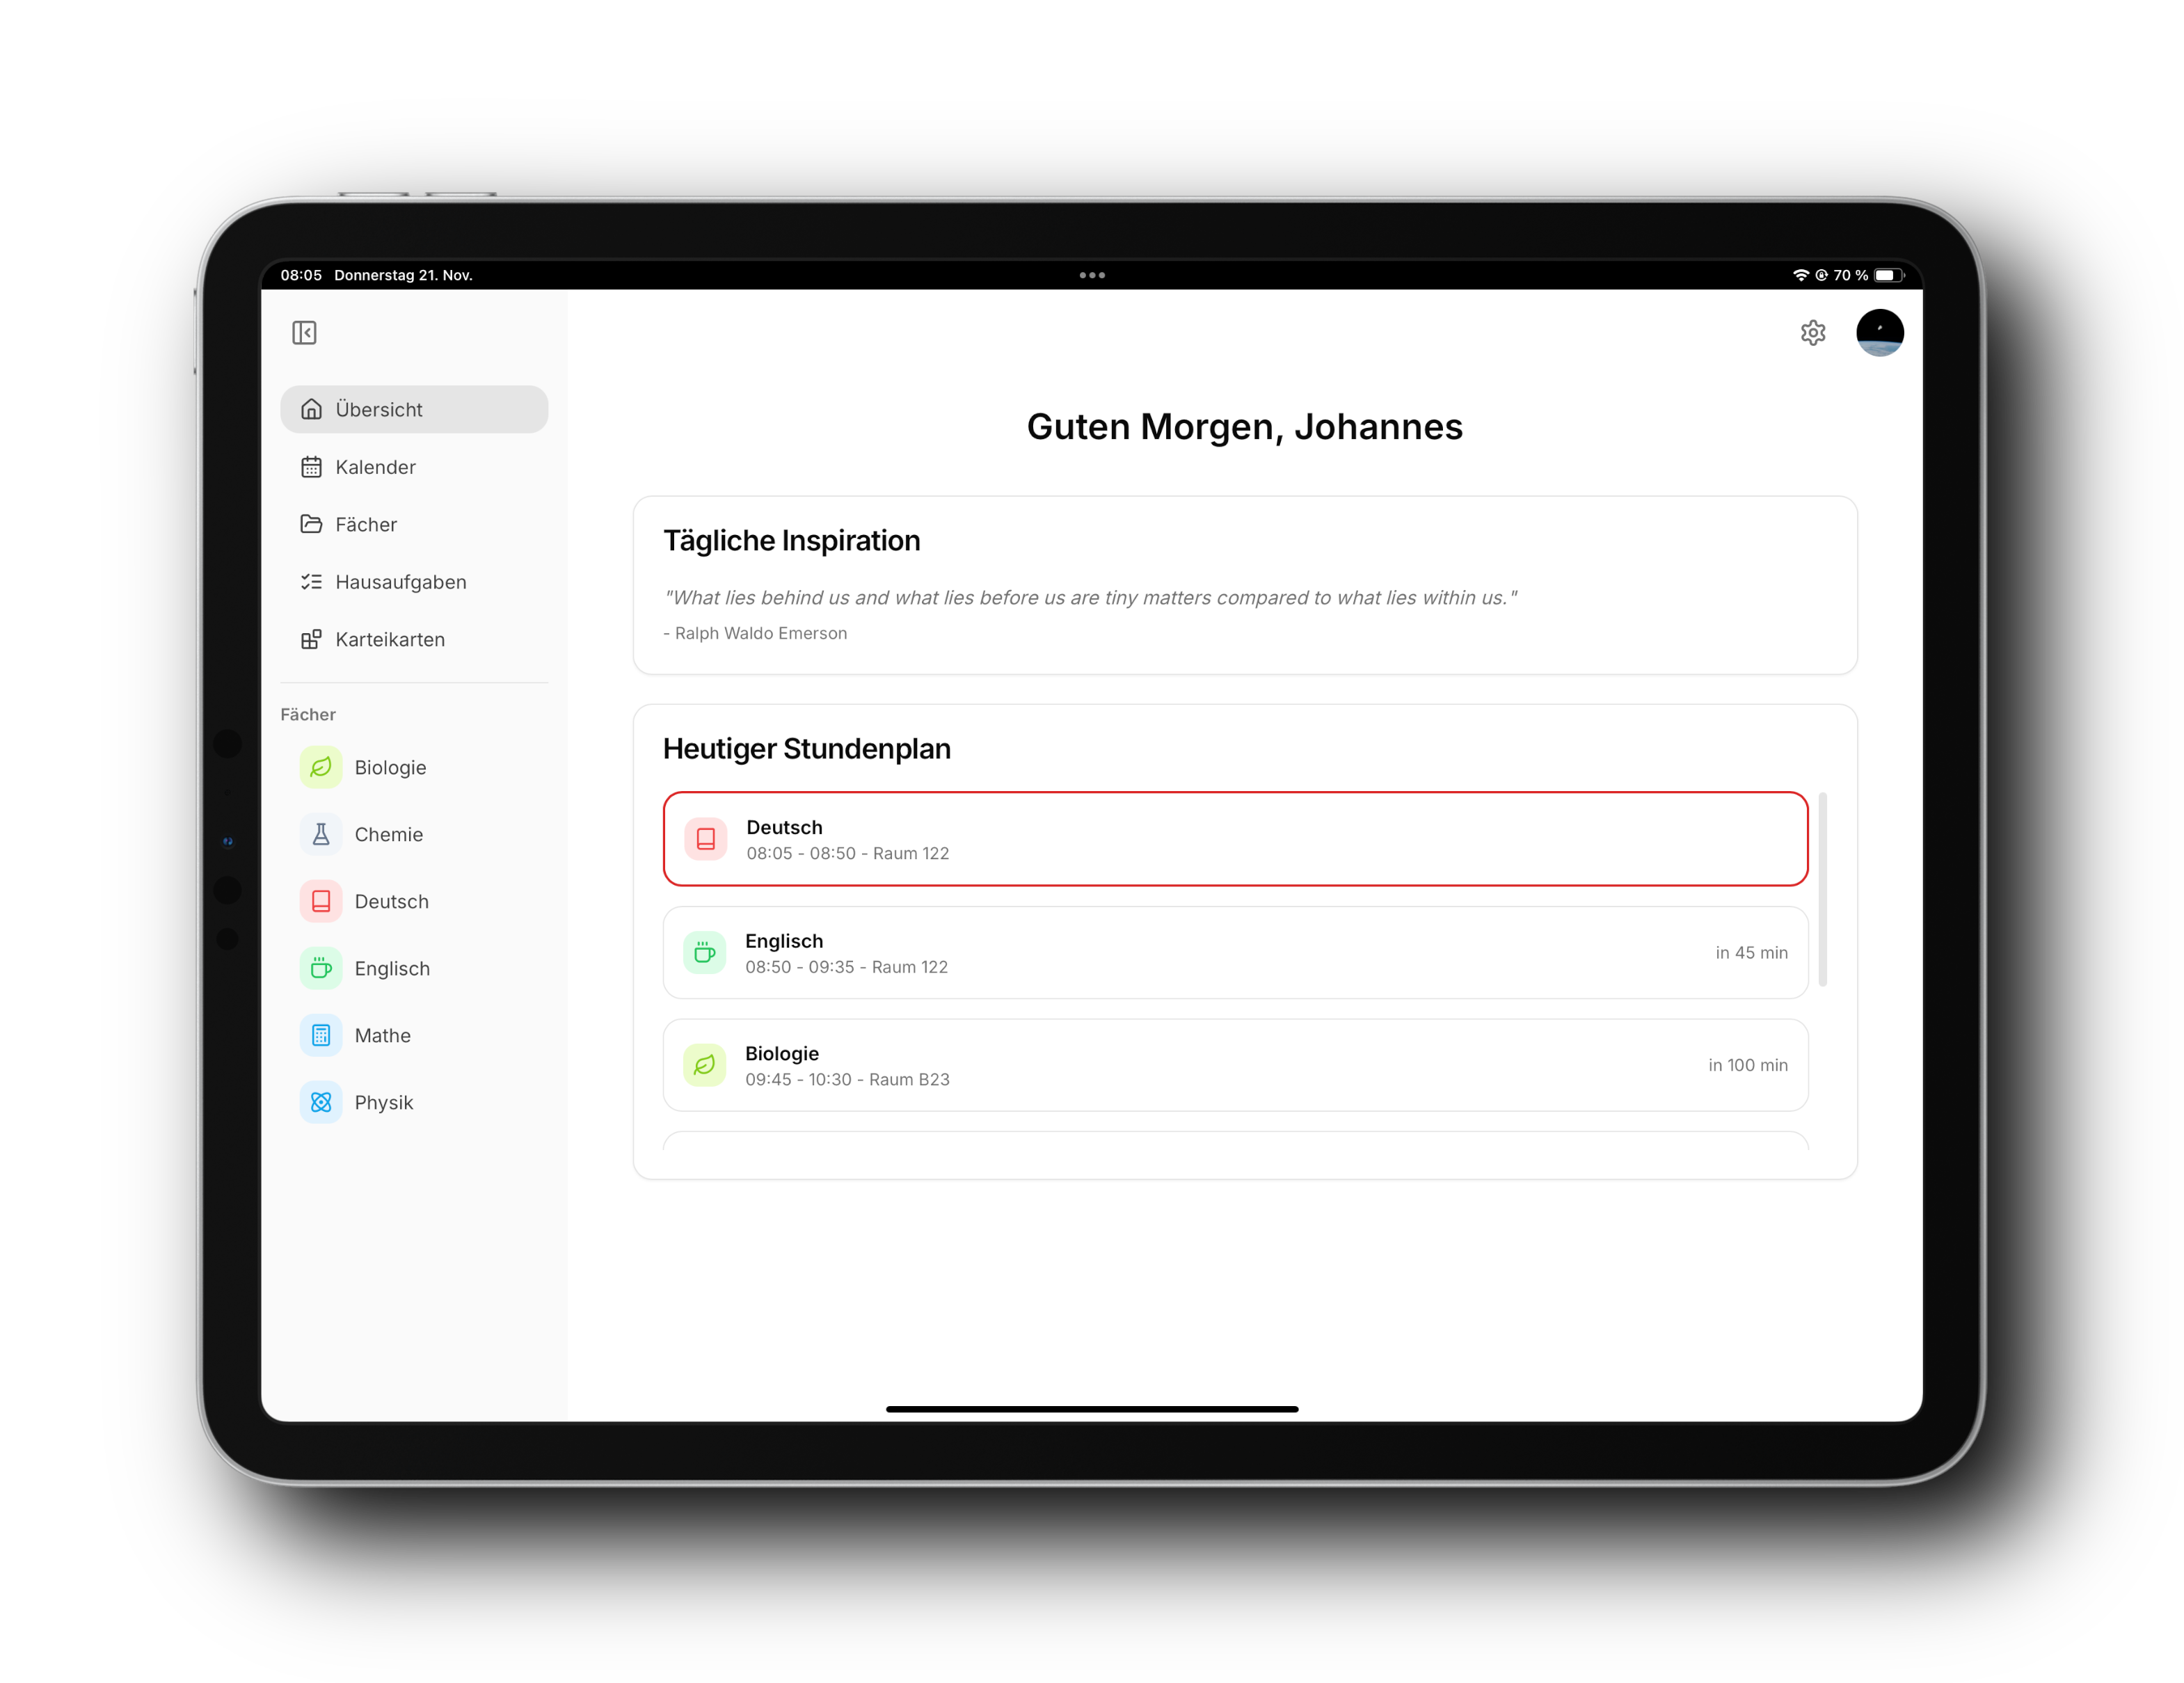 08:05 Donnerstag 21. Nov.
70 %
Übersicht
Kalender
Fächer
Hausaufgaben
Karteikarten
Fächer
Biologie
Chemie
Deutsch
Englisch
Mathe
Physik
Guten Morgen, Johannes
Tägliche Inspiration
"What lies behind us and what lies before us are tiny matters compared to what lies within us."
- Ralph Waldo Emerson
Heutiger Stundenplan
Deutsch
08:05 - 08:50 - Raum 122
Englisch
08:50 - 09:35 - Raum 122
in 45 min
Biologie
09:45 - 10:30 - Raum B23
in 100 min